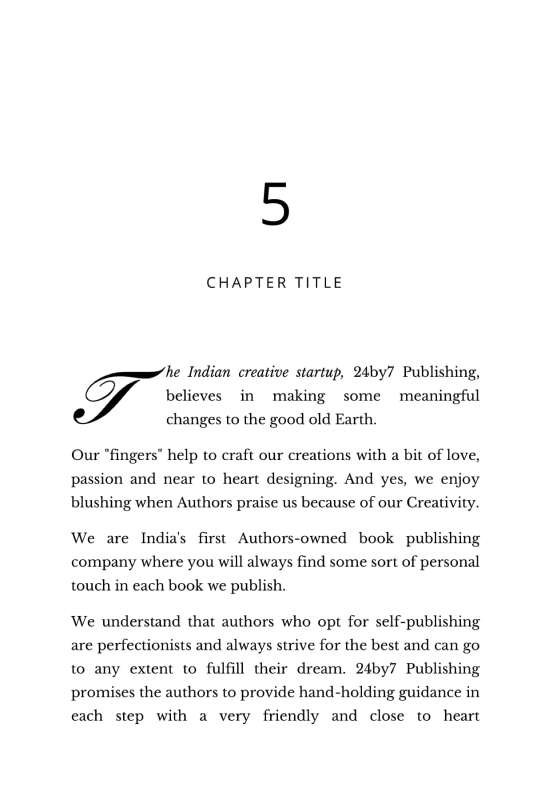 5
CHAPTER TITLE
The Indian creative startup, 24by7 Publishing,
believes in making some meaningful
changes to the good old Earth.
Our "fingers" help to craft our creations with a bit of love,
passion and near to heart designing. And yes, we enjoy
blushing when Authors praise us because of our Creativity.
We are India's first Authors-owned book publishing
company where you will always find some sort of personal
touch in each book we publish.
We understand that authors who opt for self-publishing
are perfectionists and always strive for the best and can go
to any extent to fulfill their dream. 24by7 Publishing
promises the authors to provide hand-holding guidance in
each step with a very friendly and close to heart